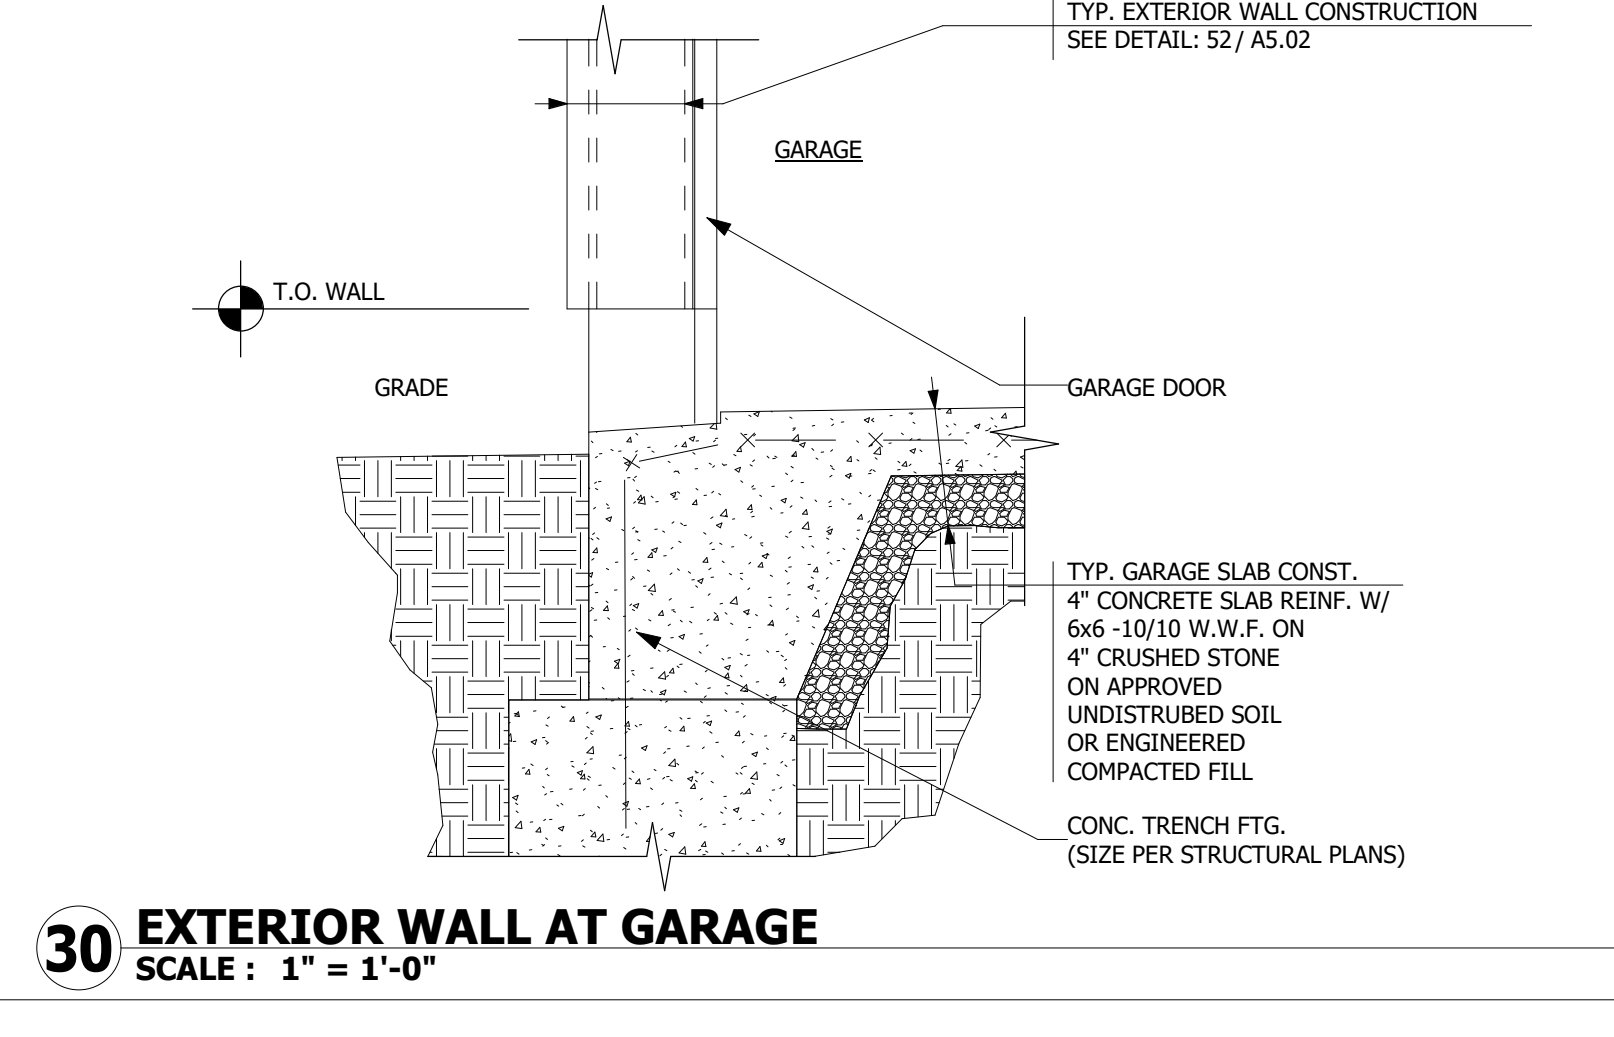 TYP. EXTERIOR WALL CONSTRUCTION
SEE DETAIL: 52/ A5.02
GARAGE
T.O. WALL
GRADE
GARAGE DOOR
TYP. GARAGE SLAB CONST.
4" CONCRETE SLAB REINF. W/
6x6 -10/10 W.W.F. ON
4" CRUSHED STONE
ON APPROVED
UNDISTRUBED SOIL
OR ENGINEERED
COMPACTED FILL
CONC. TRENCH FTG.
(SIZE PER STRUCTURAL PLANS)
30
EXTERIOR WALL AT GARAGE
SCALE : 1" = 1'-0"